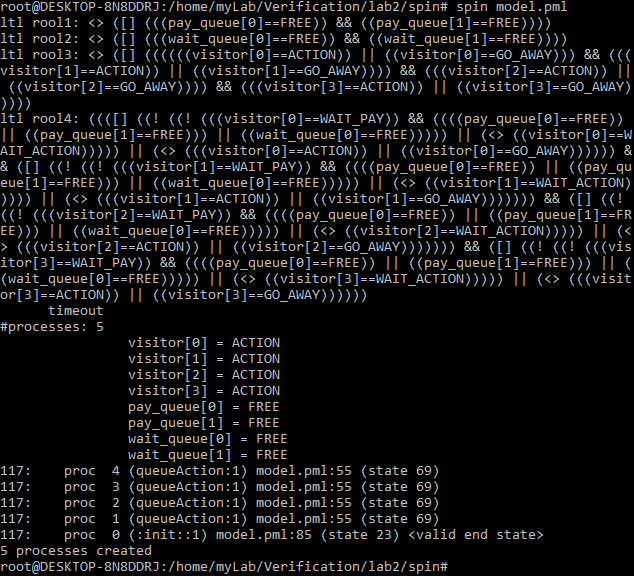 root@DESKTOP-8N8DDRJ:/home/myLab/Verification/lab2/spin# spin model.pml
ltl rool1: <> ([] (((pay_queue[0]==FREE)) && ((pay_queue[1]==FREE))))
ltl rool2: <> ([] (((wait_queue[0]==FREE)) && ((wait_queue[1]==FREE))))
ltl rool3: <> ([] ((((((visitor[0]==ACTION)) || ((visitor[0]==GO_AWAY))) && (((
visitor[1]==ACTION)) || ((visitor[1]==GO_AWAY)))) && (((visitor[2]==ACTION)) ||
 ((visitor[2]==GO_AWAY)))) && (((visitor[3]==ACTION)) || ((visitor[3]==GO_AWAY)
))))
ltl rool4: (((([] ((! ((! (((visitor[0]==WAIT_PAY)) && ((((pay_queue[0]==FREE))
|| ((pay_queue[1]==FREE))) || ((wait_queue[0]==FREE))))) || (<> ((visitor[0]==W
AIT_ACTION))))) || (<> (((visitor[0]==ACTION)) || ((visitor[0]==GO_AWAY)))))) &
& ([] ((! ((! (((visitor[1]==WAIT_PAY)) && ((((pay_queue[0]==FREE)) || ((pay_qu
eue[1]==FREE))) || ((wait_queue[0]==FREE))))) || (<> ((visitor[1]==WAIT_ACTION)
)))) || (<> (((visitor[1]==ACTION)) || ((visitor[1]==GO_AWAY))))))) && ([] ((!
((! (((visitor[2]==WAIT_PAY)) && ((((pay_queue[0]==FREE)) || ((pay_queue[1]==FR
EE))) || ((wait_queue[0]==FREE))))) || (<> ((visitor[2]==WAIT_ACTION))))) || (<
> (((visitor[2]==ACTION)) || ((visitor[2]==GO_AWAY))))))) && ([] ((! ((! (((vis
itor[3]==WAIT_PAY)) && ((((pay_queue[0]==FREE)) || ((pay_queue[1]==FREE))) || (
(wait_queue[0]==FREE))))) || (<> ((visitor[3]==WAIT_ACTION))))) || (<> (((visit
or[3]==ACTION)) || ((visitor[3]==GO_AWAY))))))
      timeout
#processes: 5
                visitor[0] = ACTION
                visitor[1] = ACTION
                visitor[2] = ACTION
                visitor[3] = ACTION
                pay_queue[0] = FREE
                pay_queue[1] = FREE
                wait_queue[0] = FREE
                wait_queue[1] = FREE
117:    proc  4 (queueAction:1) model.pml:55 (state 69)
117:    proc  3 (queueAction:1) model.pml:55 (state 69)
117:    proc  2 (queueAction:1) model.pml:55 (state 69)
117:    proc  1 (queueAction:1) model.pml:55 (state 69)
117:    proc  0 (:init::1) model.pml:85 (state 23) <valid end state>
5 processes created
root@DESKTOP-8N8DDRJ:/home/myLab/Verification/lab2/spin#